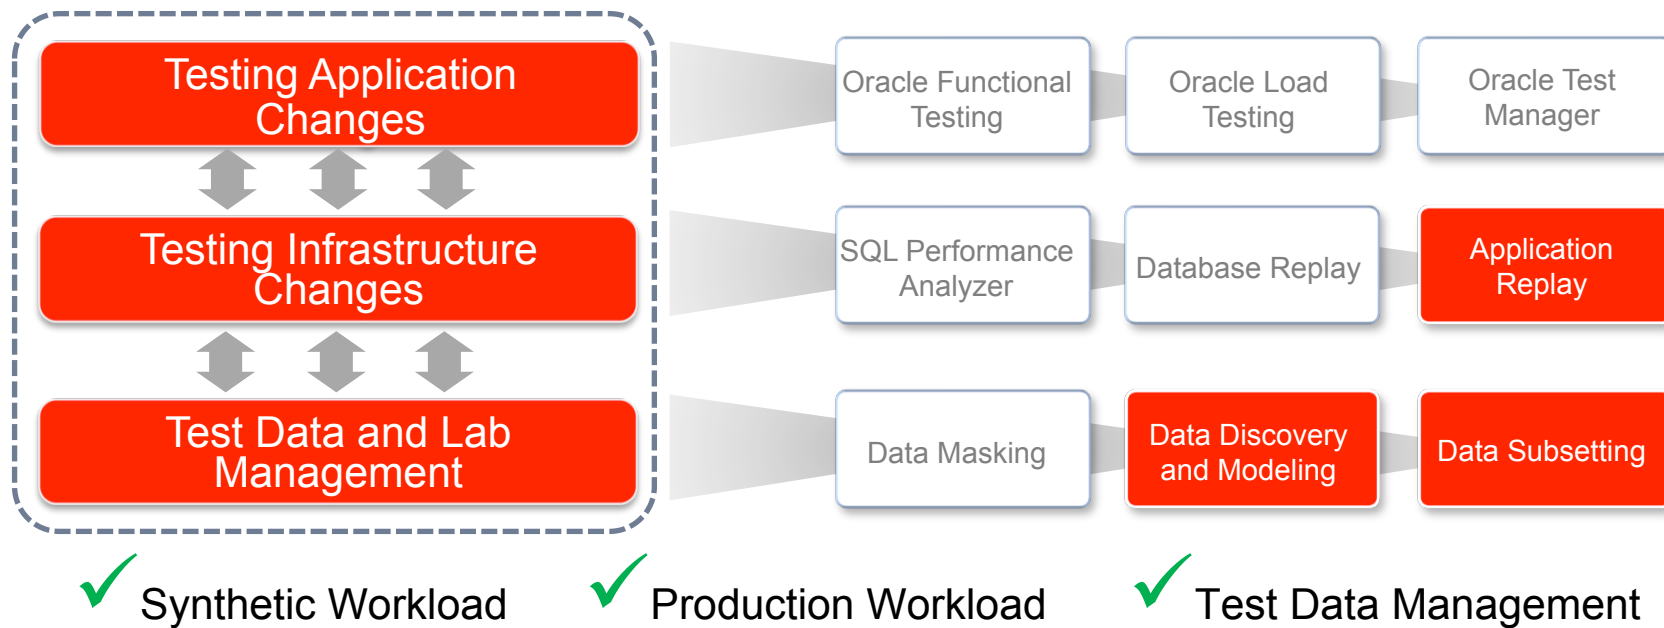 Testing Application
Changes
Oracle Functional
Testing
Oracle Load
Testing
Oracle Test
Manager
Testing Infrastructure
Changes
SQL Performance
Analyzer
Database Replay
Application
Replay
Test Data and Lab
Management
Data Masking
Data Discovery
and Modeling
Data Subsetting
Synthetic Workload
Production Workload
Test Data Management